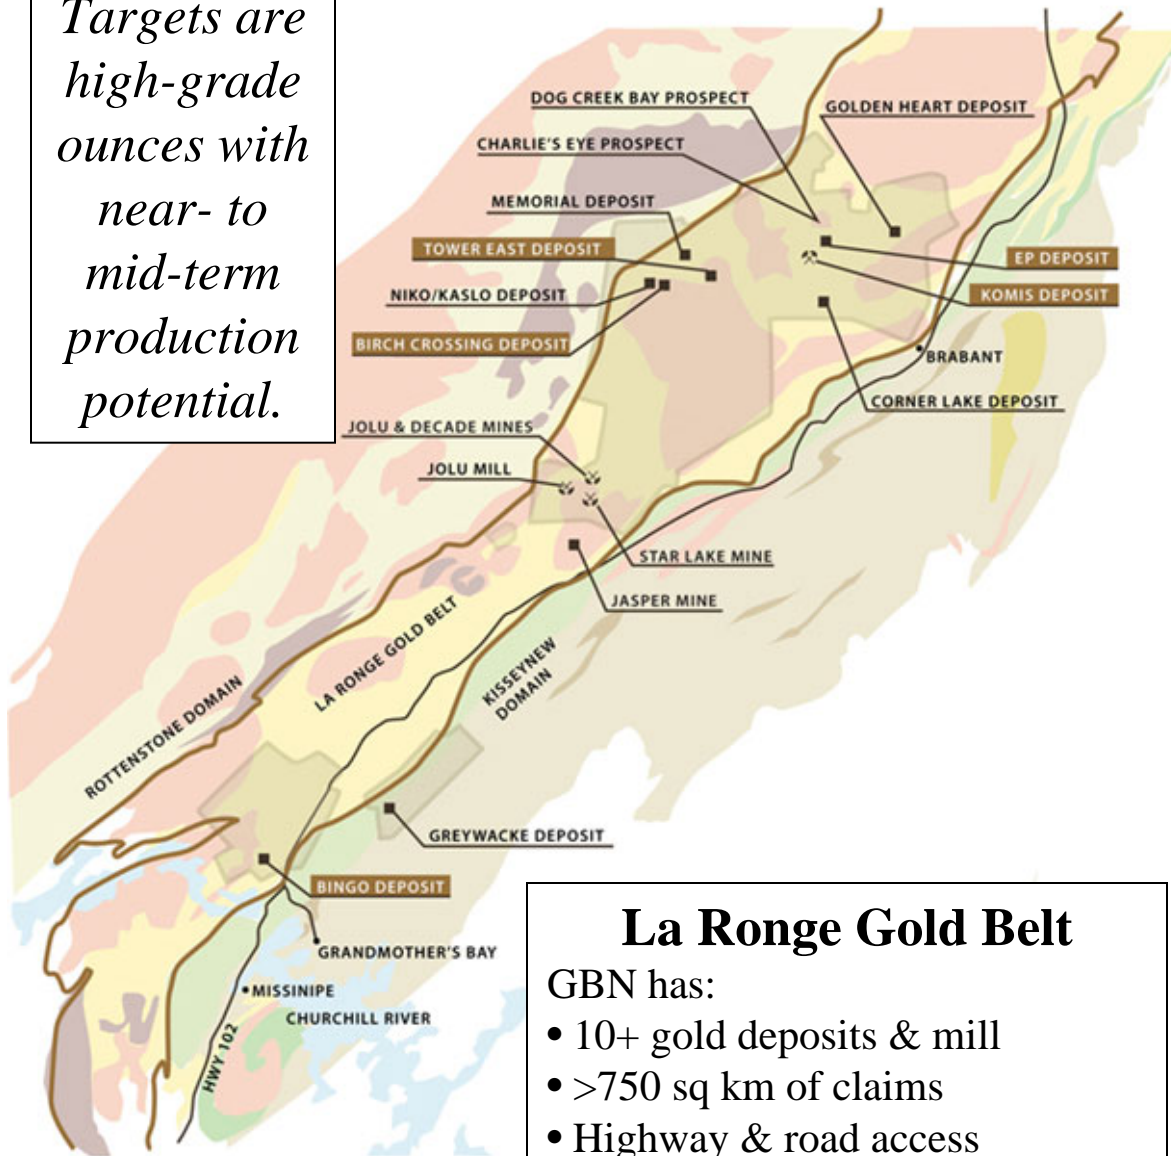 Targets are
high-grade
ounces with
near- to
mid-term
production
potential.
DOG CREEK BAY PROSPECT
GOLDEN HEART DEPOSIT
CHARLIE'S EYE PROSPECT
MEMORIAL DEPOSIT
TOWER EAST DEPOSIT
EP DEPOSIT
NIKO/KASLO DEPOSIT
KOMIS DEPOSIT
BIRCH CROSSING DEPOSIT
BRABANT
CORNER LAKE DEPOSIT
JOLU & DECADE MINES
JOLU MILL
STAR LAKE MINE
JASPER MINE
LA RONGE GOLD BELT
KISSEYNEW
DOMAIN
ROTTENSTONE DOMAIN
GREYWACKE DEPOSIT
BINGO DEPOSIT
GRANDMOTHER'S BAY
MISSINIPE
CHURCHILL RIVER
HWY 102
La Ronge Gold Belt
GBN has:
• 10+ gold deposits & mill
• >750 sq km of claims
• Highway & road access